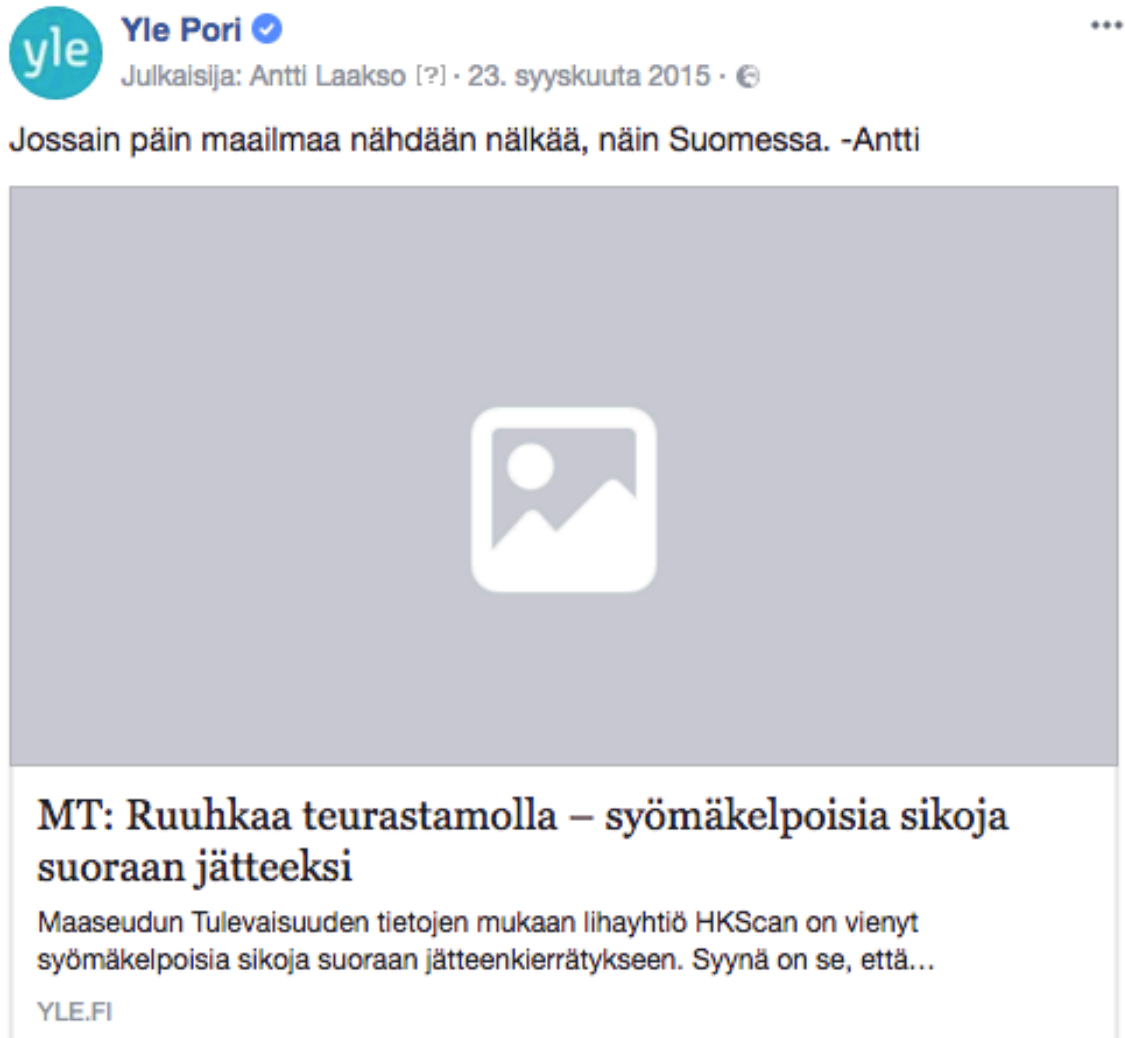 yle
Yle Pori
Julkaisija: Antti Laakso [?] · 23. syyskuuta 2015 ·
Jossain päin maailmaa nähdään nälkää, näin Suomessa. -Antti
MT: Ruuhkaa teurastamolla – syömäkelpoisia sikoja
suoraan jätteeksi
Maaseudun Tulevaisuuden tietojen mukaan lihayhtiö HKScan on vienyt
syömäkelpoisia sikoja suoraan jätteenkierrätykseen. Syynä on se, että...
YLE.FI